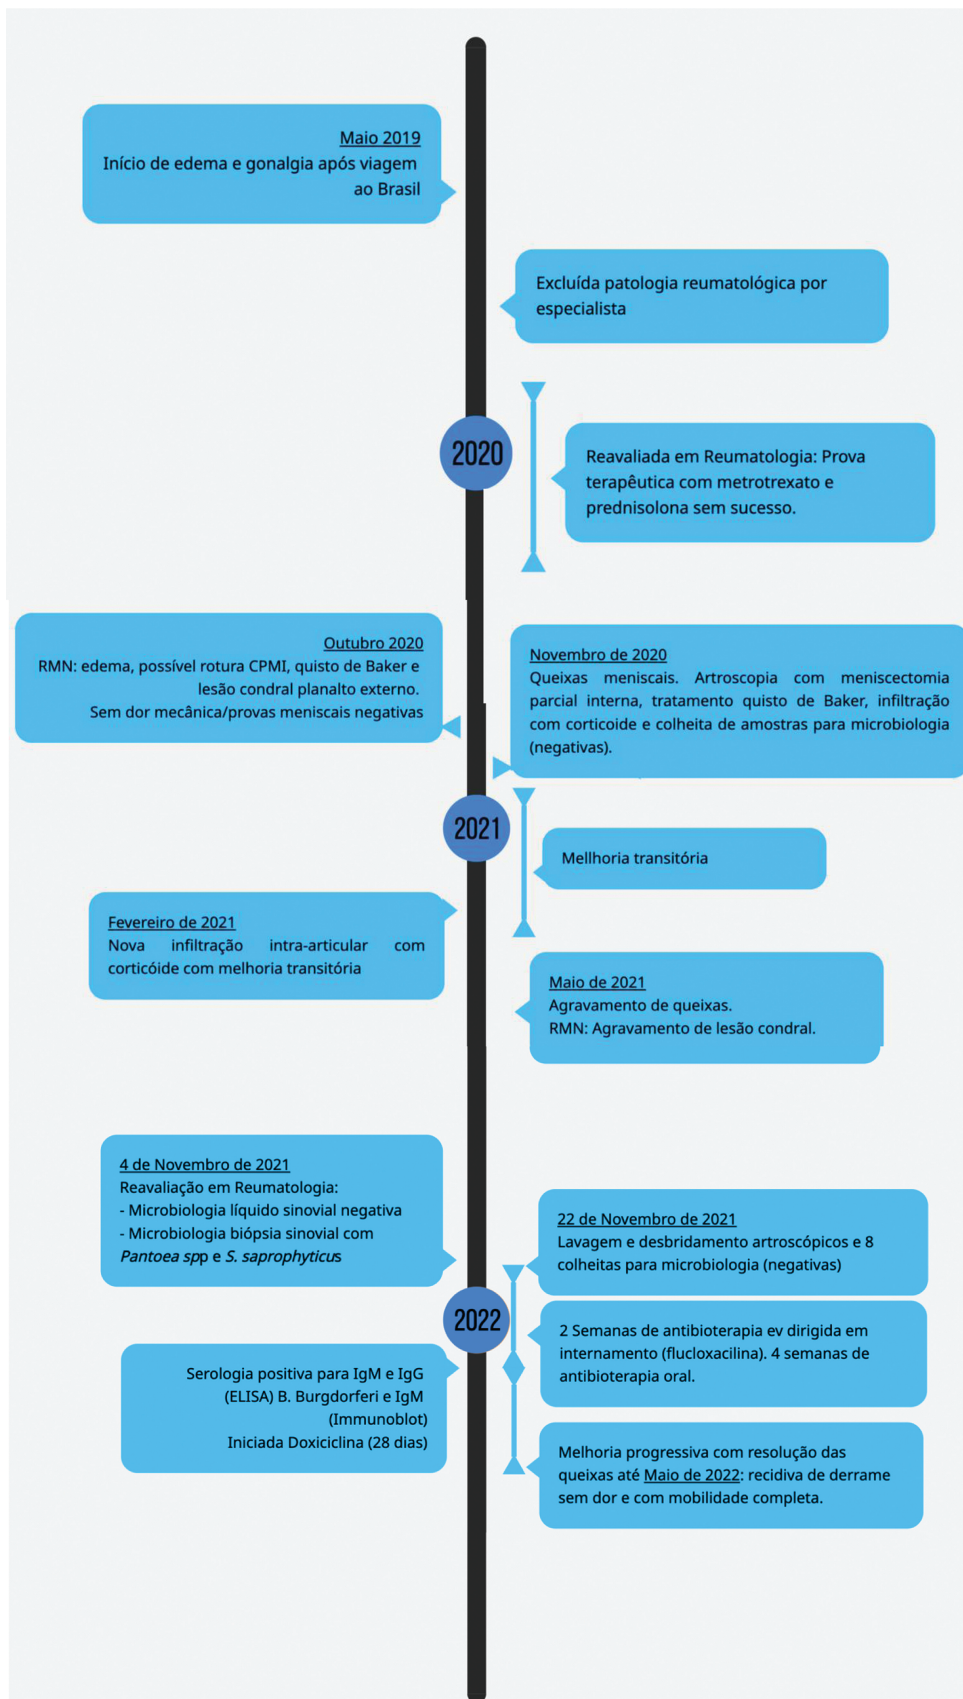 Maio 2019
Início de edema e gonalgia após viagem
ao Brasil
Excluída patologia reumatológica por
especialista
2020
Reavaliada em Reumatologia: Prova
terapêutica com metrotrexato e
prednisolona sem sucesso.
Outubro 2020
RMN: edema, possível rotura CPMI, quisto de Baker e
lesão condral planalto externo.
Sem dor mecânica/provas meniscais negativas
Novembro de 2020
Queixas meniscais. Artroscopia com meniscectomia
parcial interna, tratamento quisto de Baker, infiltração
com corticoide e colheita de amostras para microbiologia
(negativas).
2021
Mellhoria transitória
Fevereiro de 2021
Nova infiltração intra-articular com
corticóide com melhoria transitória
Maio de 2021
Agravamento de queixas.
RMN: Agravamento de lesão condral.
4 de Novembro de 2021
Reavaliação em Reumatologia:
- Microbiologia líquido sinovial negativa
- Microbiologia biópsia sinovial com
Pantoea spp e S. saprophyticus
22 de Novembro de 2021
Lavagem e desbridamento artroscópicos e 8
colheitas para microbiologia (negativas)
2022
2 Semanas de antibioterapia ev dirigida em
internamento (flucloxacilina). 4 semanas de
antibioterapia oral.
Serologia positiva para IgM e IgG
(ELISA) B. Burgdorferi e IgM
(Immunoblot)
Iniciada Doxiciclina (28 dias)
Melhoria progressiva com resolução das
queixas até Maio de 2022: recidiva de derrame
sem dor e com mobilidade completa.